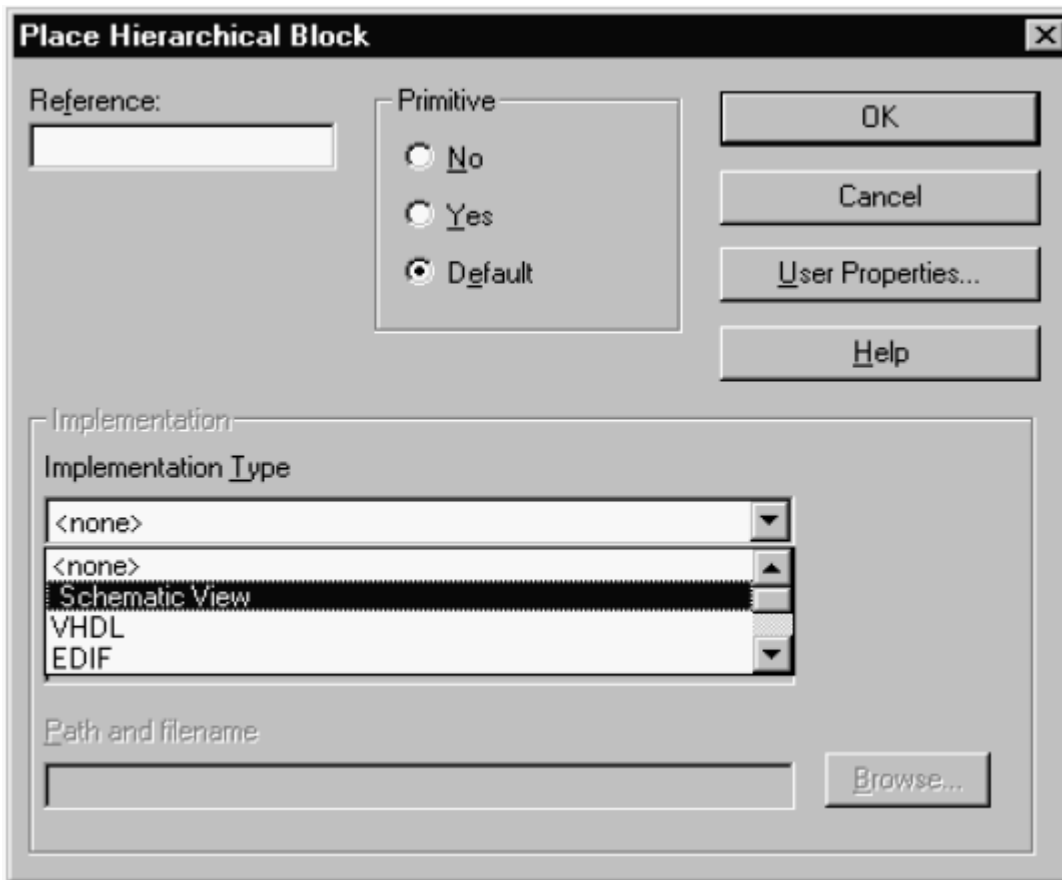 Place Hierarchical Block
Reference:
Primitive
No
Yes
Default
OK
Cancel
User Properties...
Help
Implementation
Implementation Type
<none>
<none>
Schematic View
VHDL
EDIF
Path and filename
Browse...